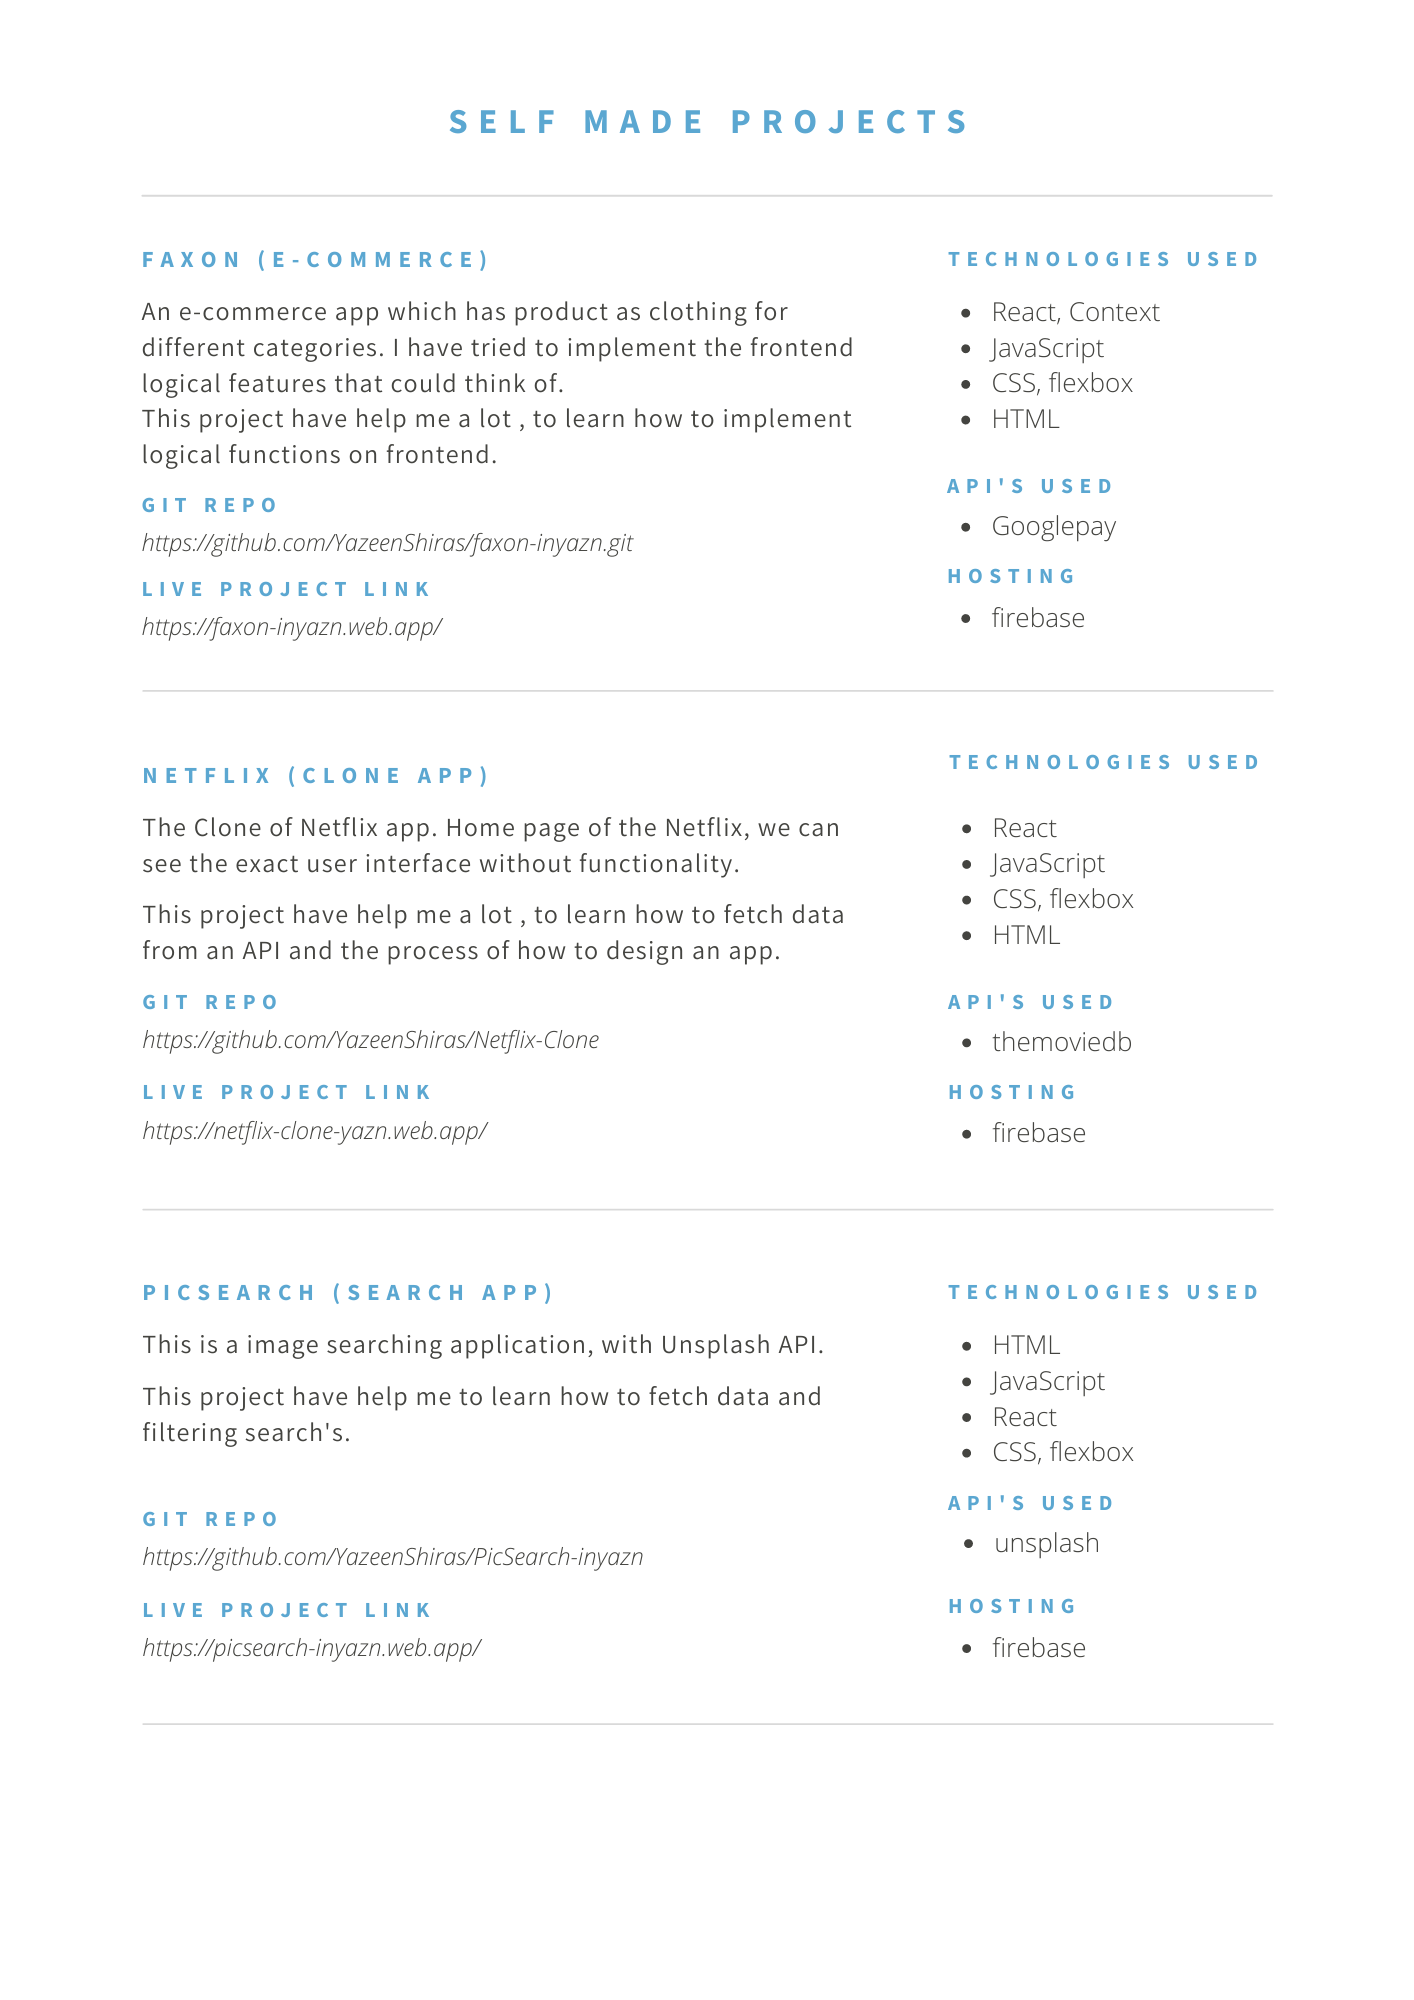 SELF MADE PROJECTS
FAXON (E-COMMERCE)
An e-commerce app which has product as clothing for
different categories. I have tried to implement the frontend
logical features that could think of.
This project have help me a lot , to learn how to implement
logical functions on frontend.
GIT REPO
https://github.com/YazeenShiras/faxon-inyazn.git
LIVE PROJECT LINK
https://faxon-inyazn.web.app/
TECHNOLOGIES USED
• React, Context
• JavaScript
• CSS, flexbox
• HTML
API'S USED
• Googlepay
HOSTING
• firebase
NETFLIX (CLONE APP)
The Clone of Netflix app. Home page of the Netflix, we can
see the exact user interface without functionality.
This project have help me a lot , to learn how to fetch data
from an API and the process of how to design an app.
GIT REPO
https://github.com/YazeenShiras/Netflix-Clone
LIVE PROJECT LINK
https://netflix-clone-yazn.web.app/
TECHNOLOGIES USED
• React
• JavaScript
• CSS, flexbox
• HTML
API'S USED
• themoviedb
HOSTING
• firebase
PICSEARCH (SEARCH APP)
This is a image searching application, with Unsplash API.
This project have help me to learn how to fetch data and
filtering search's.
GIT REPO
https://github.com/YazeenShiras/PicSearch-inyazn
LIVE PROJECT LINK
https://picsearch-inyazn.web.app/
TECHNOLOGIES USED
• HTML
• JavaScript
• React
• CSS, flexbox
API'S USED
• unsplash
HOSTING
• firebase